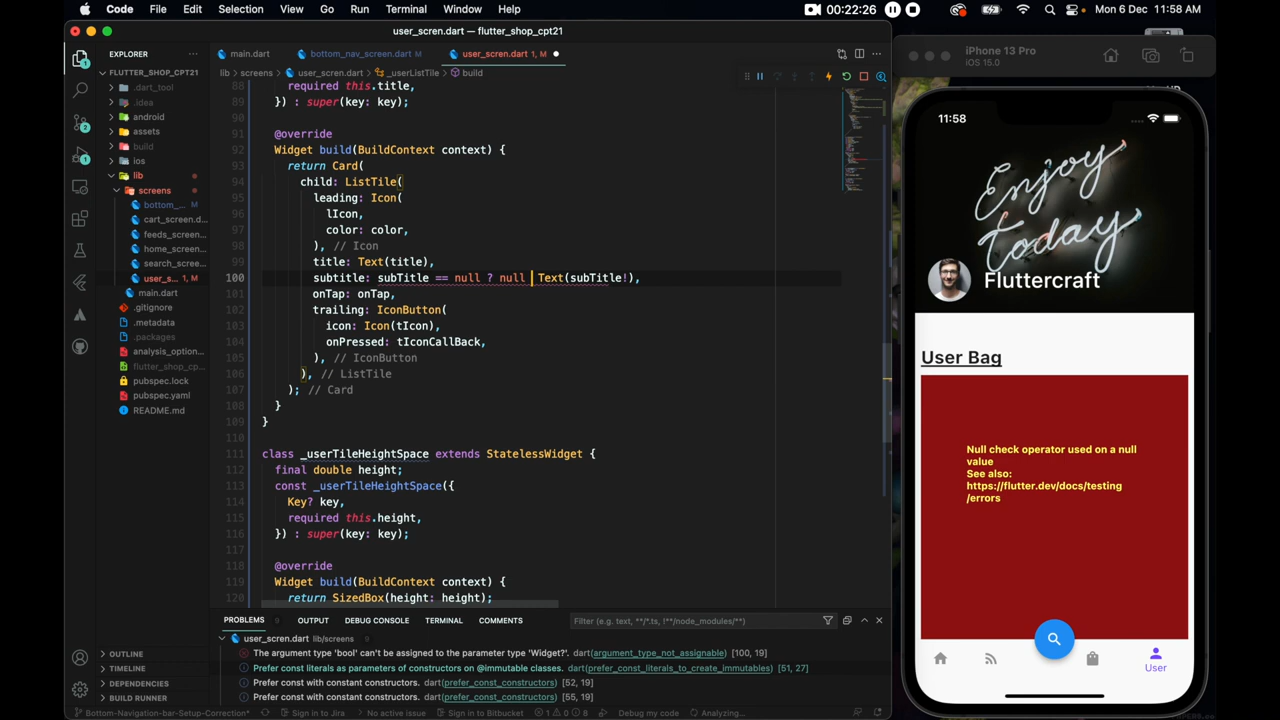 Code File Edit Selection View Go Run Terminal Window Help 00:22:26 Mon 6 Dec 11:58 AM
user_scren.dart — flutter_shop_cpt21
EXPLORER
main.dart bottom_nav_screen.dart M user_scren.dart 1, M
lib > screens > user_scren.dart > _userListTile > build
FLUTTER_SHOP_CPT21
.dart_tool
.idea
android
assets
build
ios
lib
screens
bottom_... M
cart_screen.d...
feeds_screen...
home_screen...
search_scree...
user_s... 1, M
main.dart
.gitignore
.metadata
.packages
analysis_option...
flutter_shop_cp...
pubspec.lock
pubspec.yaml
README.md
OUTLINE
TIMELINE
DEPENDENCIES
BUILD RUNNER
88 required this.title,
89 }) : super(key: key);
90
91 @override
92 Widget build(BuildContext context) {
93 return Card(
94 child: ListTile(
95 leading: Icon(
96 lIcon,
97 color: color,
98 ), // Icon
99 title: Text(title),
100 subtitle: subTitle == null ? null Text(subTitle!),
101 onTap: onTap,
102 trailing: IconButton(
103 icon: Icon(tIcon),
104 onPressed: tIconCallBack,
105 ), // IconButton
106 ), // ListTile
107 ); // Card
108 }
109 }
110
111 class _userTileHeightSpace extends StatelessWidget {
112 final double height;
113 const _userTileHeightSpace({
114 Key? key,
115 required this.height,
116 }) : super(key: key);
117
118 @override
119 Widget build(BuildContext context) {
120 return SizedBox(height: height);
PROBLEMS 9 OUTPUT DEBUG CONSOLE TERMINAL COMMENTS Filter (e.g. text, **/*.ts, !**/node_modules/**)
user_scren.dart lib/screens 9
The argument type 'bool' can't be assigned to the parameter type 'Widget?'. dart(argument_type_not_assignable) [100, 19]
Prefer const literals as parameters of constructors on @immutable classes. dart(prefer_const_literals_to_create_immutables) [51, 27]
Prefer const with constant constructors. dart(prefer_const_constructors) [52, 19]
Prefer const with constant constructors. dart(prefer_const_constructors) [55, 19]
Bottom-Navigation-bar-Setup-Correction* Sign in to Jira No active issue Sign in to Bitbucket 1 0 8 Debug my code Analyzing...
iPhone 13 Pro
iOS 15.0
11:58
Enjoy
today
Fluttercraft
User Bag
Null check operator used on a null
value
See also:
https://flutter.dev/docs/testing
/errors
User